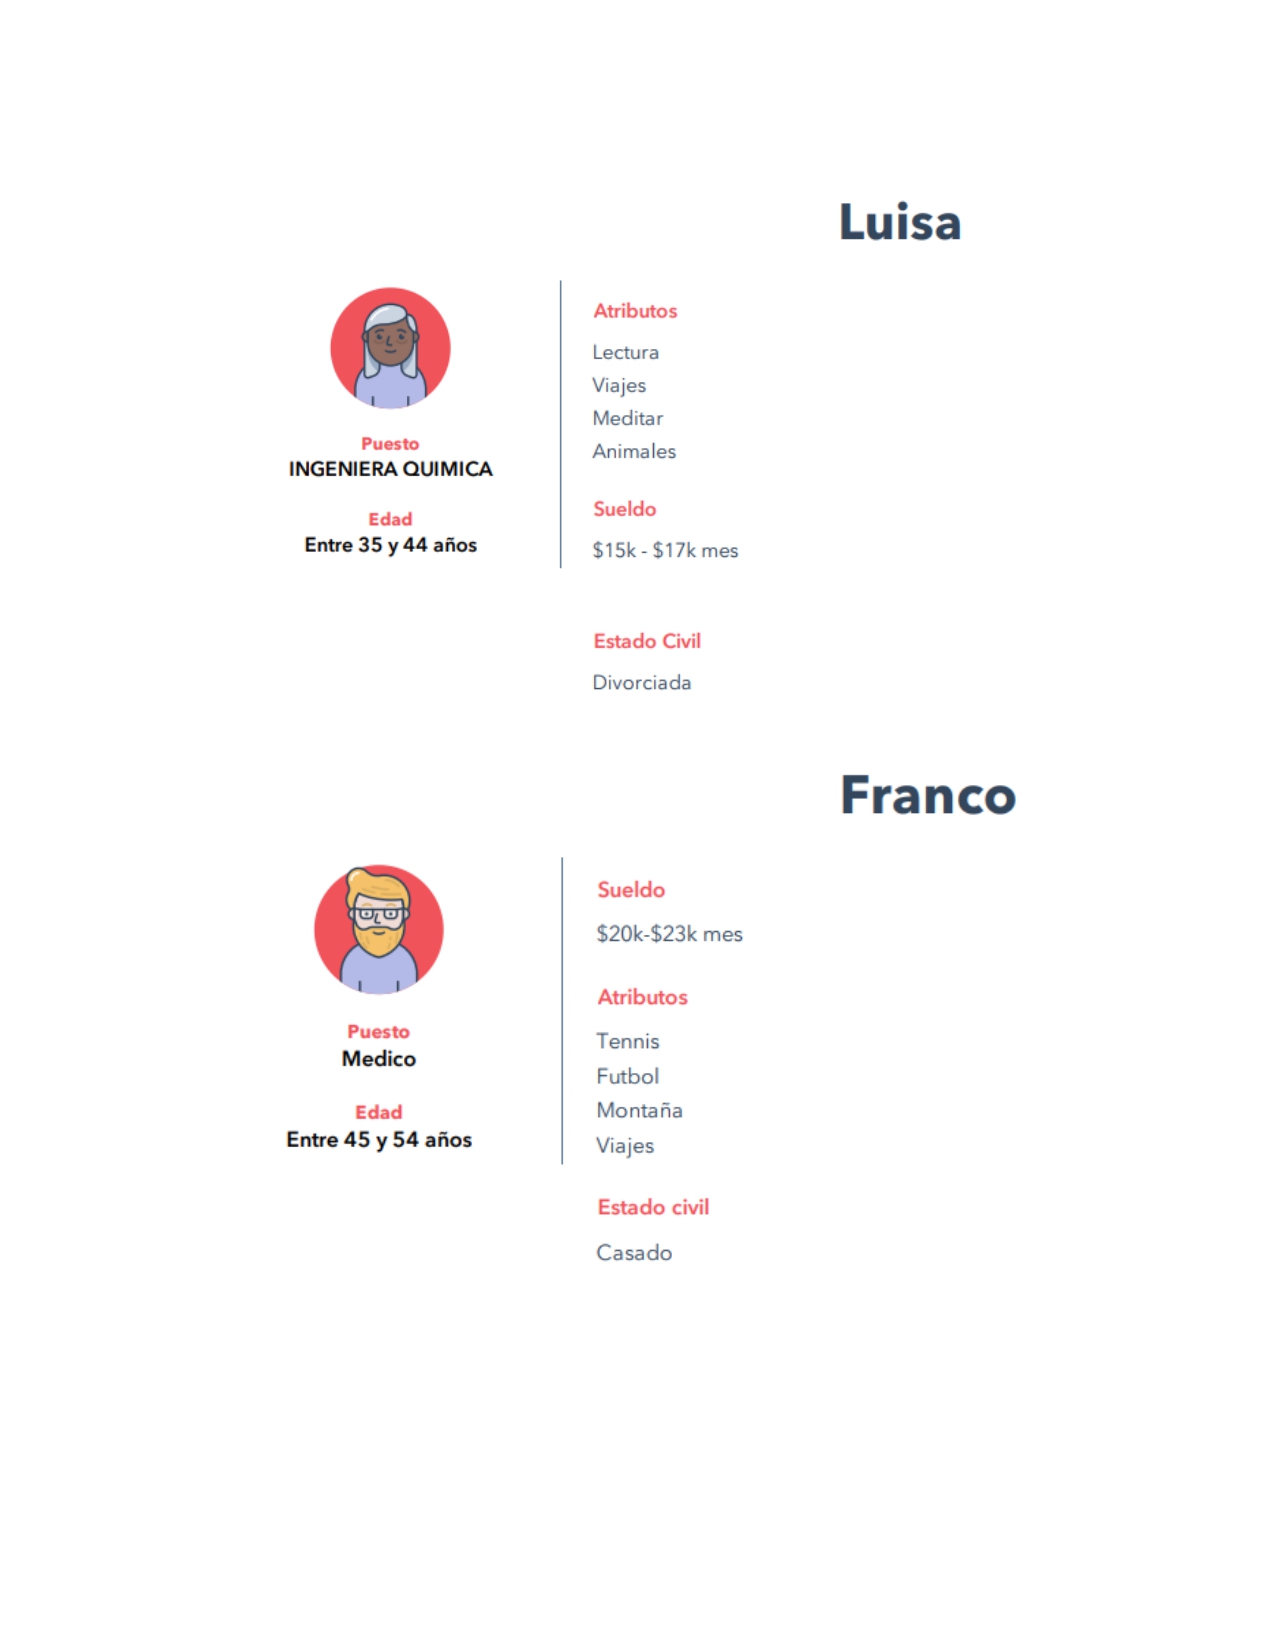 Luisa
Puesto
INGENIERA QUIMICA
Edad
Entre 35 y 44 años
Atributos
Lectura
Viajes
Meditar
Animales
Sueldo
$15k - $17k mes
Estado Civil
Divorciada
Franco
Puesto
Medico
Edad
Entre 45 y 54 años
Sueldo
$20k-$23k mes
Atributos
Tennis
Futbol
Montaña
Viajes
Estado civil
Casado